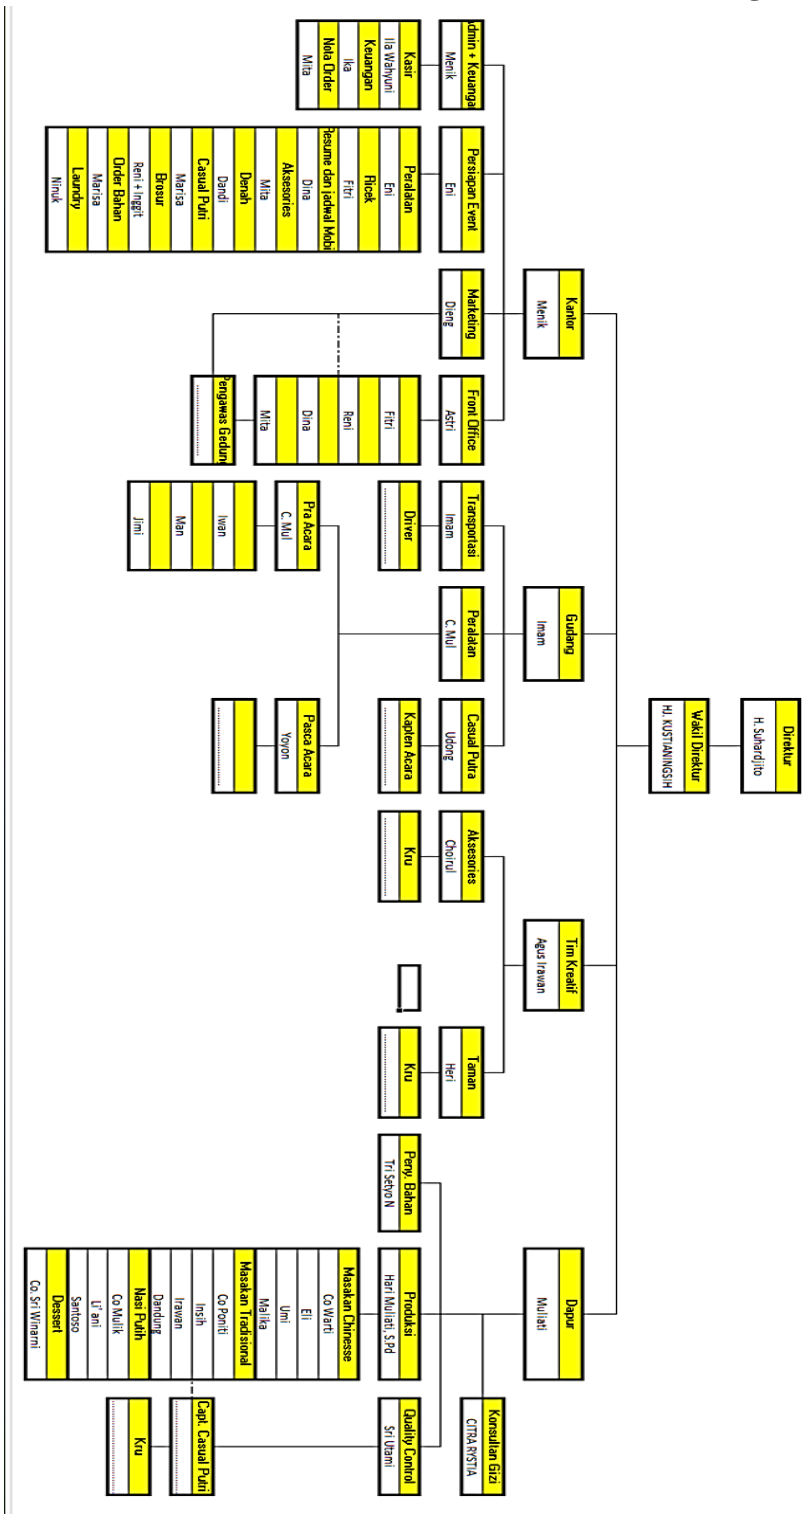 Direktur
H. Suhardjito
Wakil Direktur
HJ. KUSTIANINGSIH
Kantor
Menik
Gudang
Imam
Tim Kreatif
Agus Irawan
Dapur
Muliati
Konsultan Gizi
CITRA RYSTIA
dmin + Keuanga
Menik
Persiapan Event
Eni
Marketing
Dieng
Front Office
Astri
Transportasi
Imam
Peralatan
C. Mul
Casual Putra
Udong
Aksesories
Choirul
Taman
Heri
Kasir
Ila Wahyuni
Keuangan
Ika
Nota Order
Mita
Peralatan
Eni
Ricek
Fitri
Resume dan jadwal Mobi
Dina
Aksesories
Mita
Denah
Dandi
Casual Putri
Marisa
Brosur
Reni + Inggit
Order Bahan
Marisa
Laundry
Ninuk
Fitri
Reni
Dina
Mita
Pengawas Gedung
Driver
Kapten Acara
Kru
Kru
Peny. Bahan
Tri Setyo N
Produksi
Hari Muliati, S.Pd
Quality Control
Sri Utami
Pra Acara
C. Mul
Iwan
Man
Jimi
Pasca Acara
Yoyon
Masakan Chinesse
Co Warti
Eli
Umi
Malika
Masakan Tradisional
Co Poniti
Insih
Irawan
Dandung
Nasi Putih
Co Mulik
Li' ani
Santoso
Dessert
Co. Sri Winarni
Capt. Casual Putri
Kru